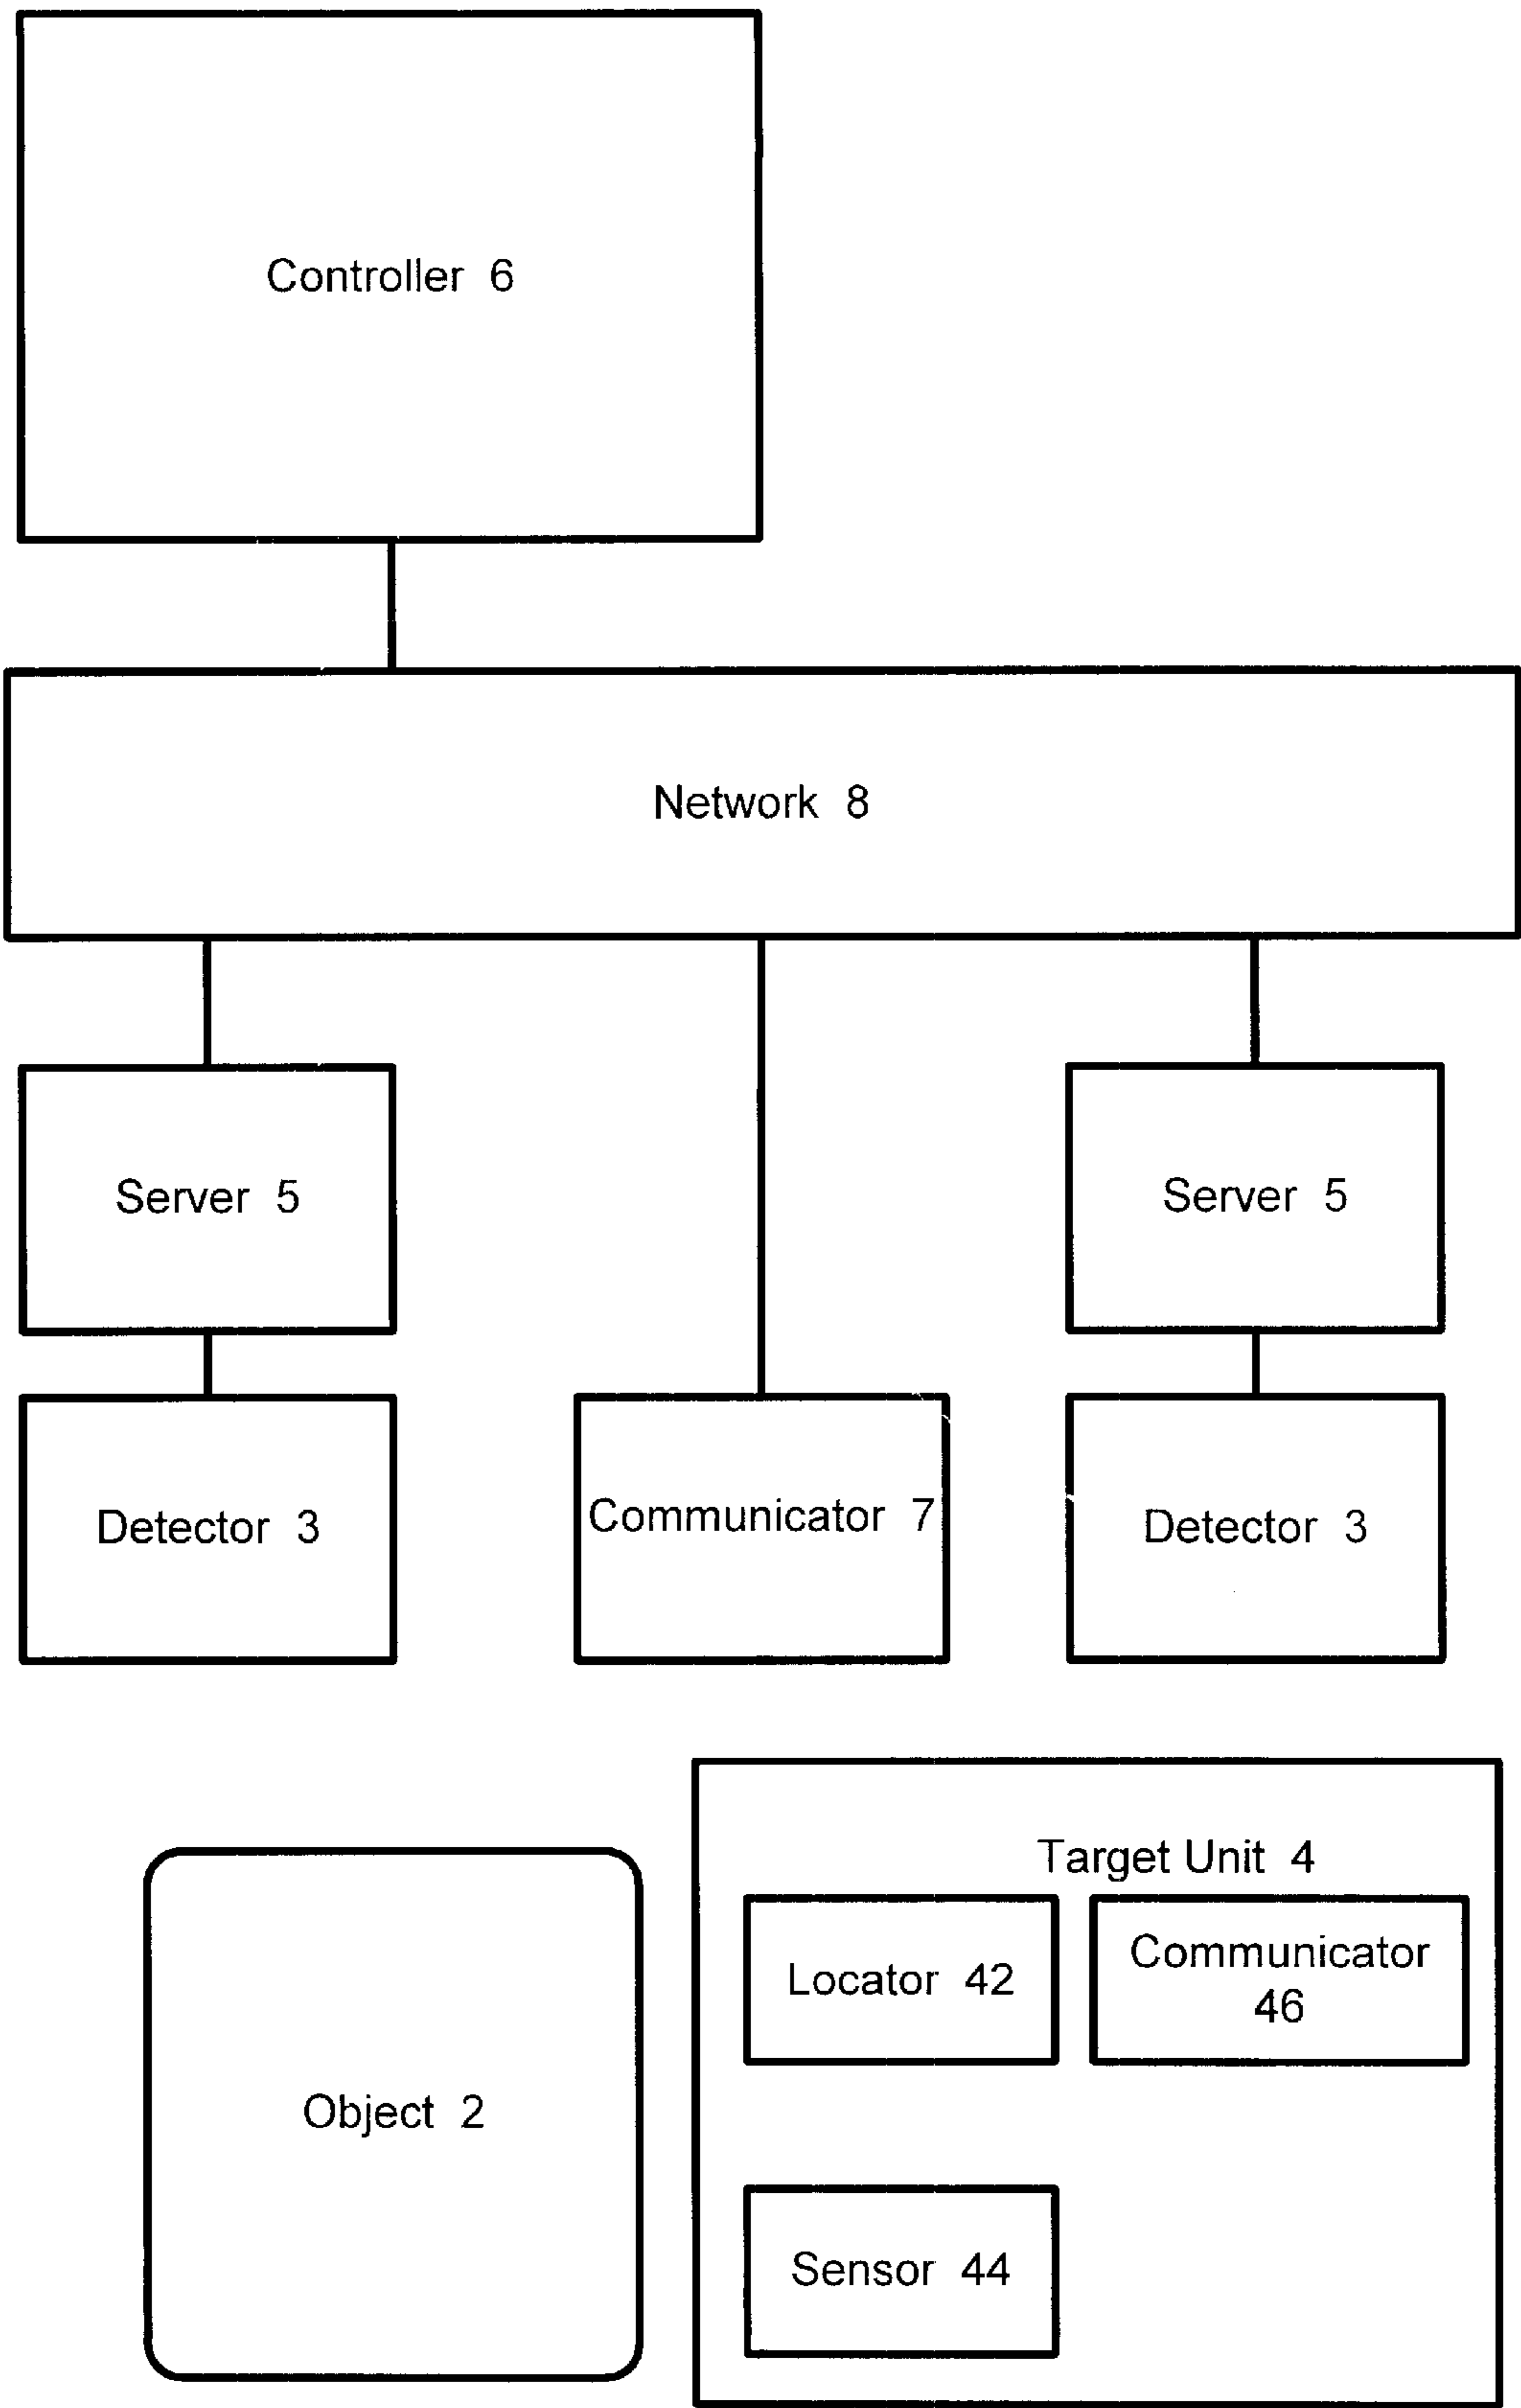 Controller 6
Network 8
Server 5
Server 5
Detector 3
Communicator 7
Detector 3
Target Unit 4
Locator 42
Communicator
46
Object 2
Sensor 44